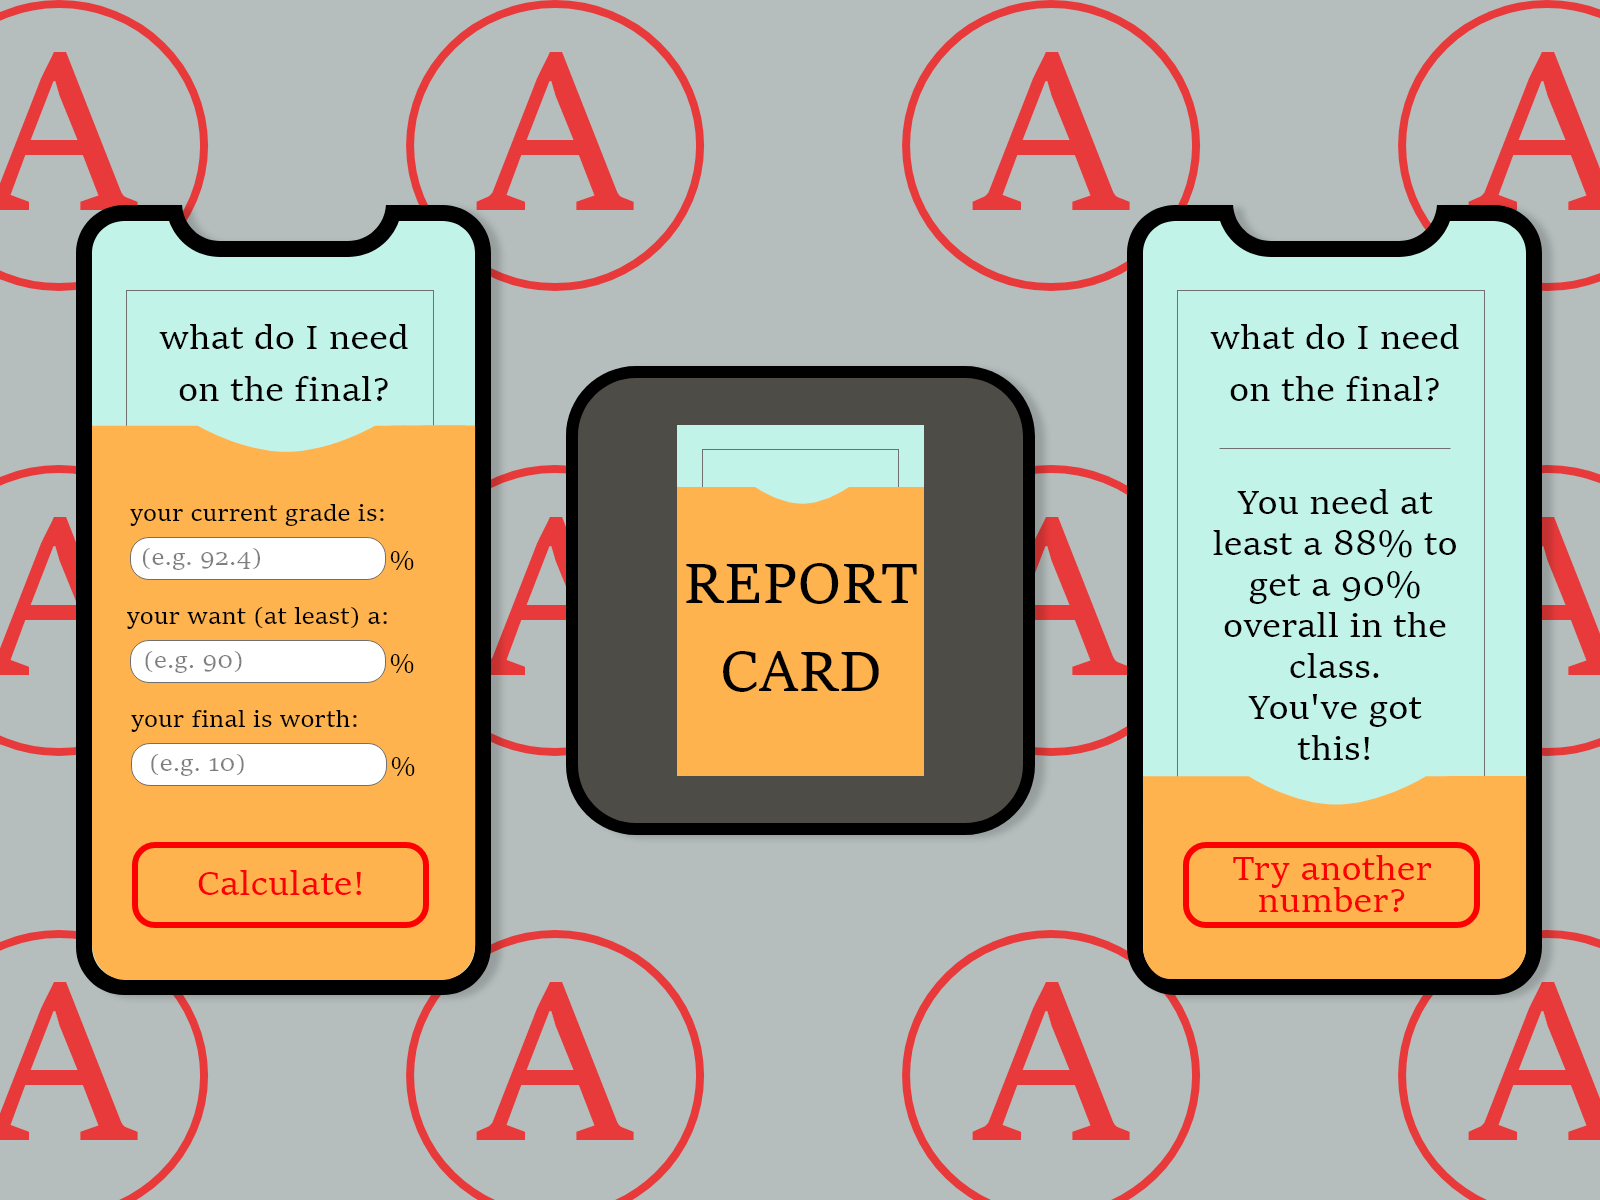 A A A A
what do I need
on the final?
your current grade is:
(e.g. 92.4) %
your want (at least) a:
(e.g. 90) %
your final is worth:
(e.g. 10) %
Calculate!
REPORT
CARD
what do I need
on the final?
You need at
least a 88% to
get a 90%
overall in the
class.
You've got
this!
Try another
number?
A A A A
A A A A